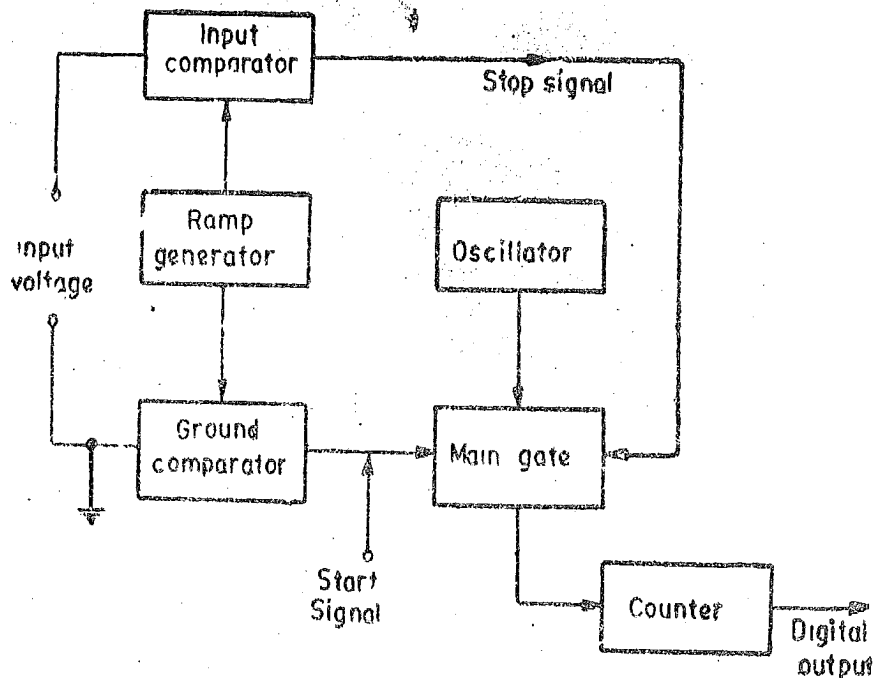 Input
comparator
Stop signal
Ramp
generator
Oscillator
Input
voltage
Ground
comparator
Main gate
Start
Signal
Counter
Digital
output